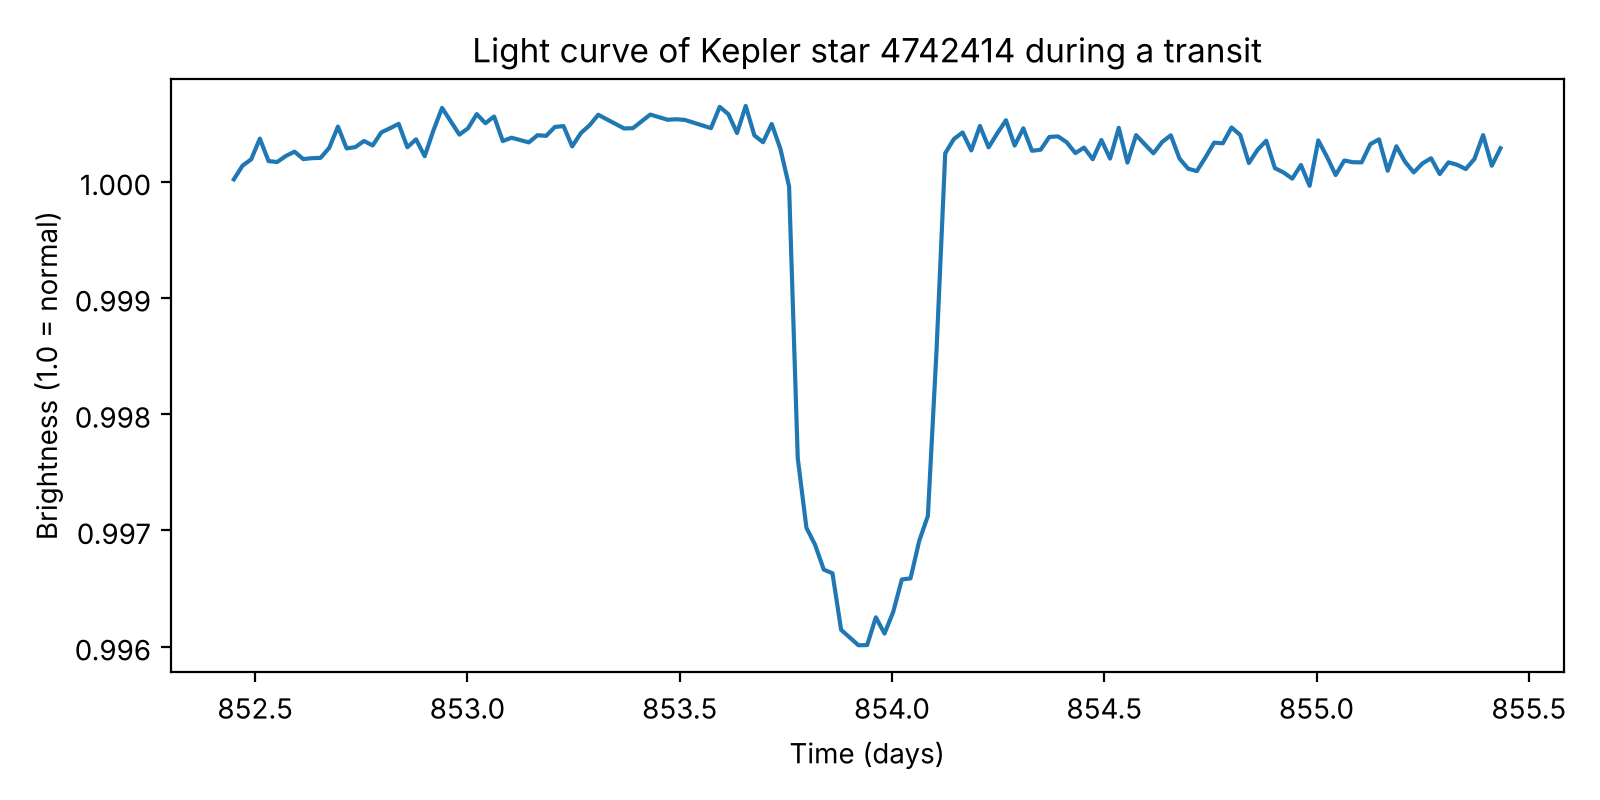 Light curve of Kepler star 4742414 during a transit
Brightness (1.0 = normal)
1.000
0.999
0.998
0.997
0.996
852.5 853.0 853.5 854.0 854.5 855.0 855.5
Time (days)